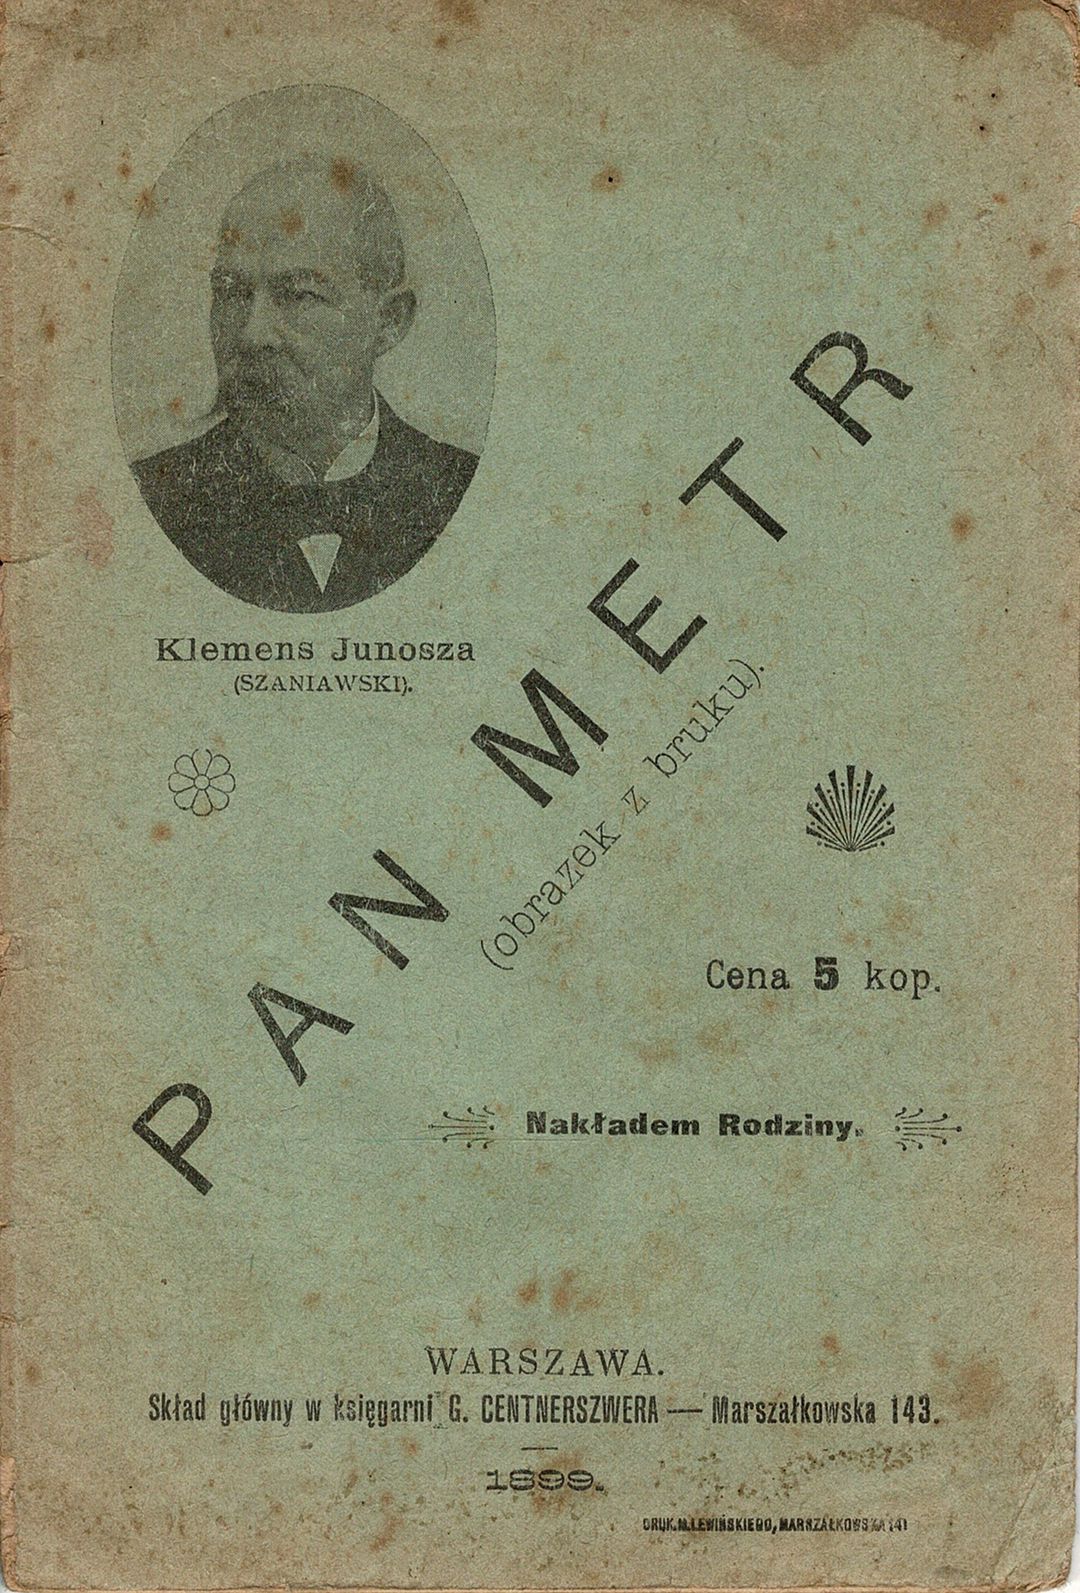 Klemens Junosza
(SZANIAWSKI).
PAN METR
(obrazek z bruku).
Cena 5 kop.
Nakładem Rodziny.
WARSZAWA.
Skład główny w księgarni G. CENTNERSZWERA — Marszałkowska 143.
1899.
DRUK. M. LEWIŃSKIEGO, MARSZAŁKOWSKA 141